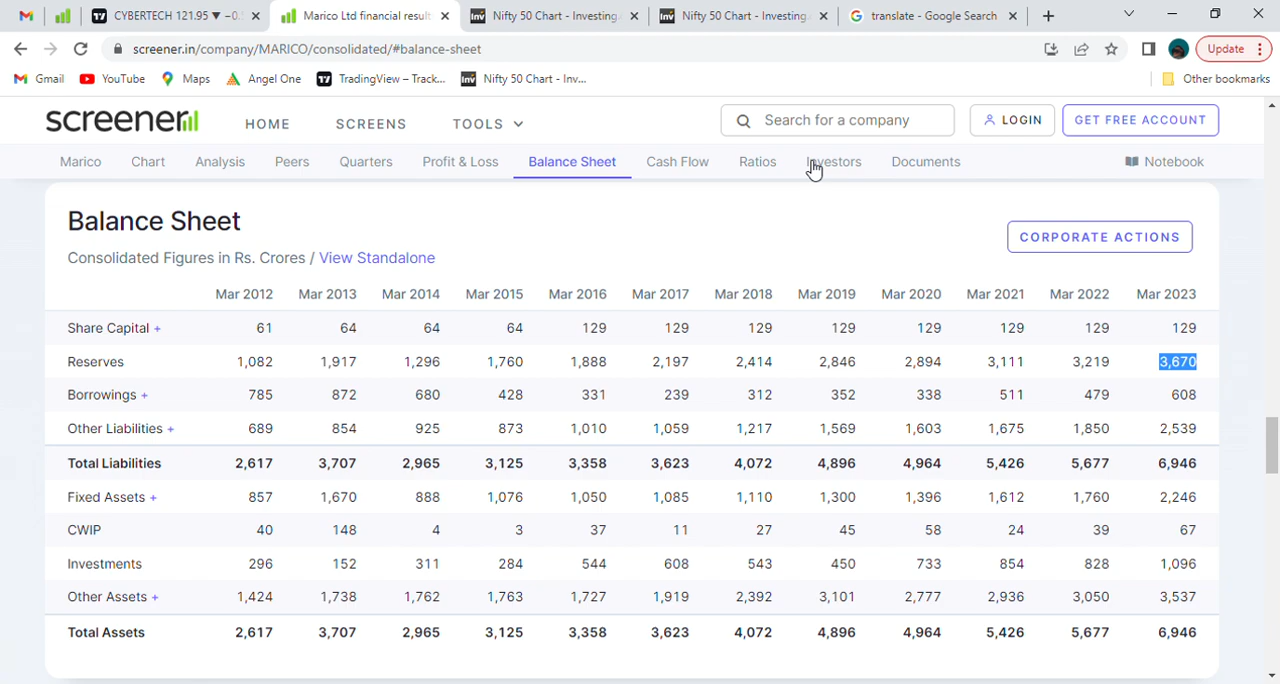 CYBERTECH 121.95 ▼ −0.
Marico Ltd financial result
Nifty 50 Chart - Investing.
Nifty 50 Chart - Investing.
translate - Google Search
screener.in/company/MARICO/consolidated/#balance-sheet
Update
Gmail YouTube Maps Angel One TradingView – Track... Nifty 50 Chart - Inv...
Other bookmarks
screener HOME SCREENS TOOLS Search for a company LOGIN GET FREE ACCOUNT
Marico Chart Analysis Peers Quarters Profit & Loss Balance Sheet Cash Flow Ratios Investors Documents Notebook
Balance Sheet
CORPORATE ACTIONS
Consolidated Figures in Rs. Crores / View Standalone
Mar 2012 Mar 2013 Mar 2014 Mar 2015 Mar 2016 Mar 2017 Mar 2018 Mar 2019 Mar 2020 Mar 2021 Mar 2022 Mar 2023
Share Capital + 61 64 64 64 129 129 129 129 129 129 129 129
Reserves 1,082 1,917 1,296 1,760 1,888 2,197 2,414 2,846 2,894 3,111 3,219 3,670
Borrowings + 785 872 680 428 331 239 312 352 338 511 479 608
Other Liabilities + 689 854 925 873 1,010 1,059 1,217 1,569 1,603 1,675 1,850 2,539
Total Liabilities 2,617 3,707 2,965 3,125 3,358 3,623 4,072 4,896 4,964 5,426 5,677 6,946
Fixed Assets + 857 1,670 888 1,076 1,050 1,085 1,110 1,300 1,396 1,612 1,760 2,246
CWIP 40 148 4 3 37 11 27 45 58 24 39 67
Investments 296 152 311 284 544 608 543 450 733 854 828 1,096
Other Assets + 1,424 1,738 1,762 1,763 1,727 1,919 2,392 3,101 2,777 2,936 3,050 3,537
Total Assets 2,617 3,707 2,965 3,125 3,358 3,623 4,072 4,896 4,964 5,426 5,677 6,946